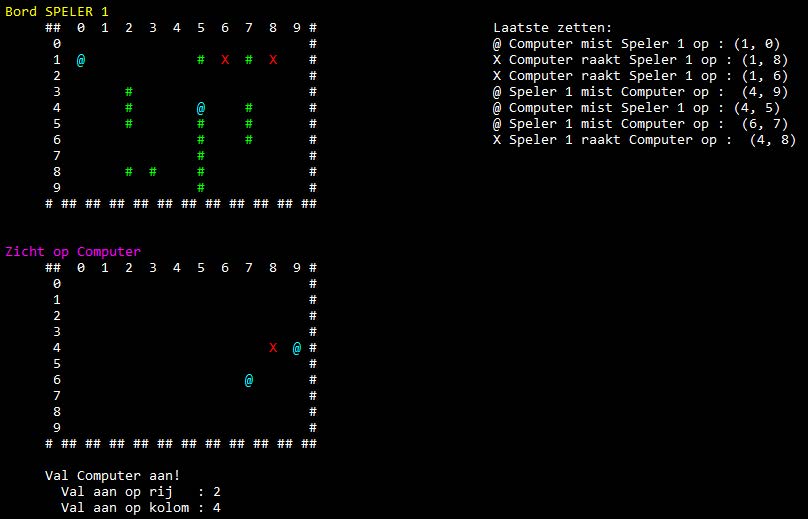 Bord SPELER 1
## 0 1 2 3 4 5 6 7 8 9 #
0 #
1 @ # X # X #
2 #
3 # #
4 # @ # #
5 # # # #
6 # # #
7 # #
8 # # # #
9 # #
# ## ## ## ## ## ## ## ## ## ## ##
Laatste zetten:
@ Computer mist Speler 1 op : (1, 0)
X Computer raakt Speler 1 op : (1, 8)
X Computer raakt Speler 1 op : (1, 6)
@ Speler 1 mist Computer op :  (4, 9)
@ Computer mist Speler 1 op : (4, 5)
@ Speler 1 mist Computer op :  (6, 7)
X Speler 1 raakt Computer op :  (4, 8)
Zicht op Computer
## 0 1 2 3 4 5 6 7 8 9 #
0 #
1 #
2 #
3 #
4 X @ #
5 #
6 @ #
7 #
8 #
9 #
# ## ## ## ## ## ## ## ## ## ## ##
Val Computer aan!
Val aan op rij : 2
Val aan op kolom : 4